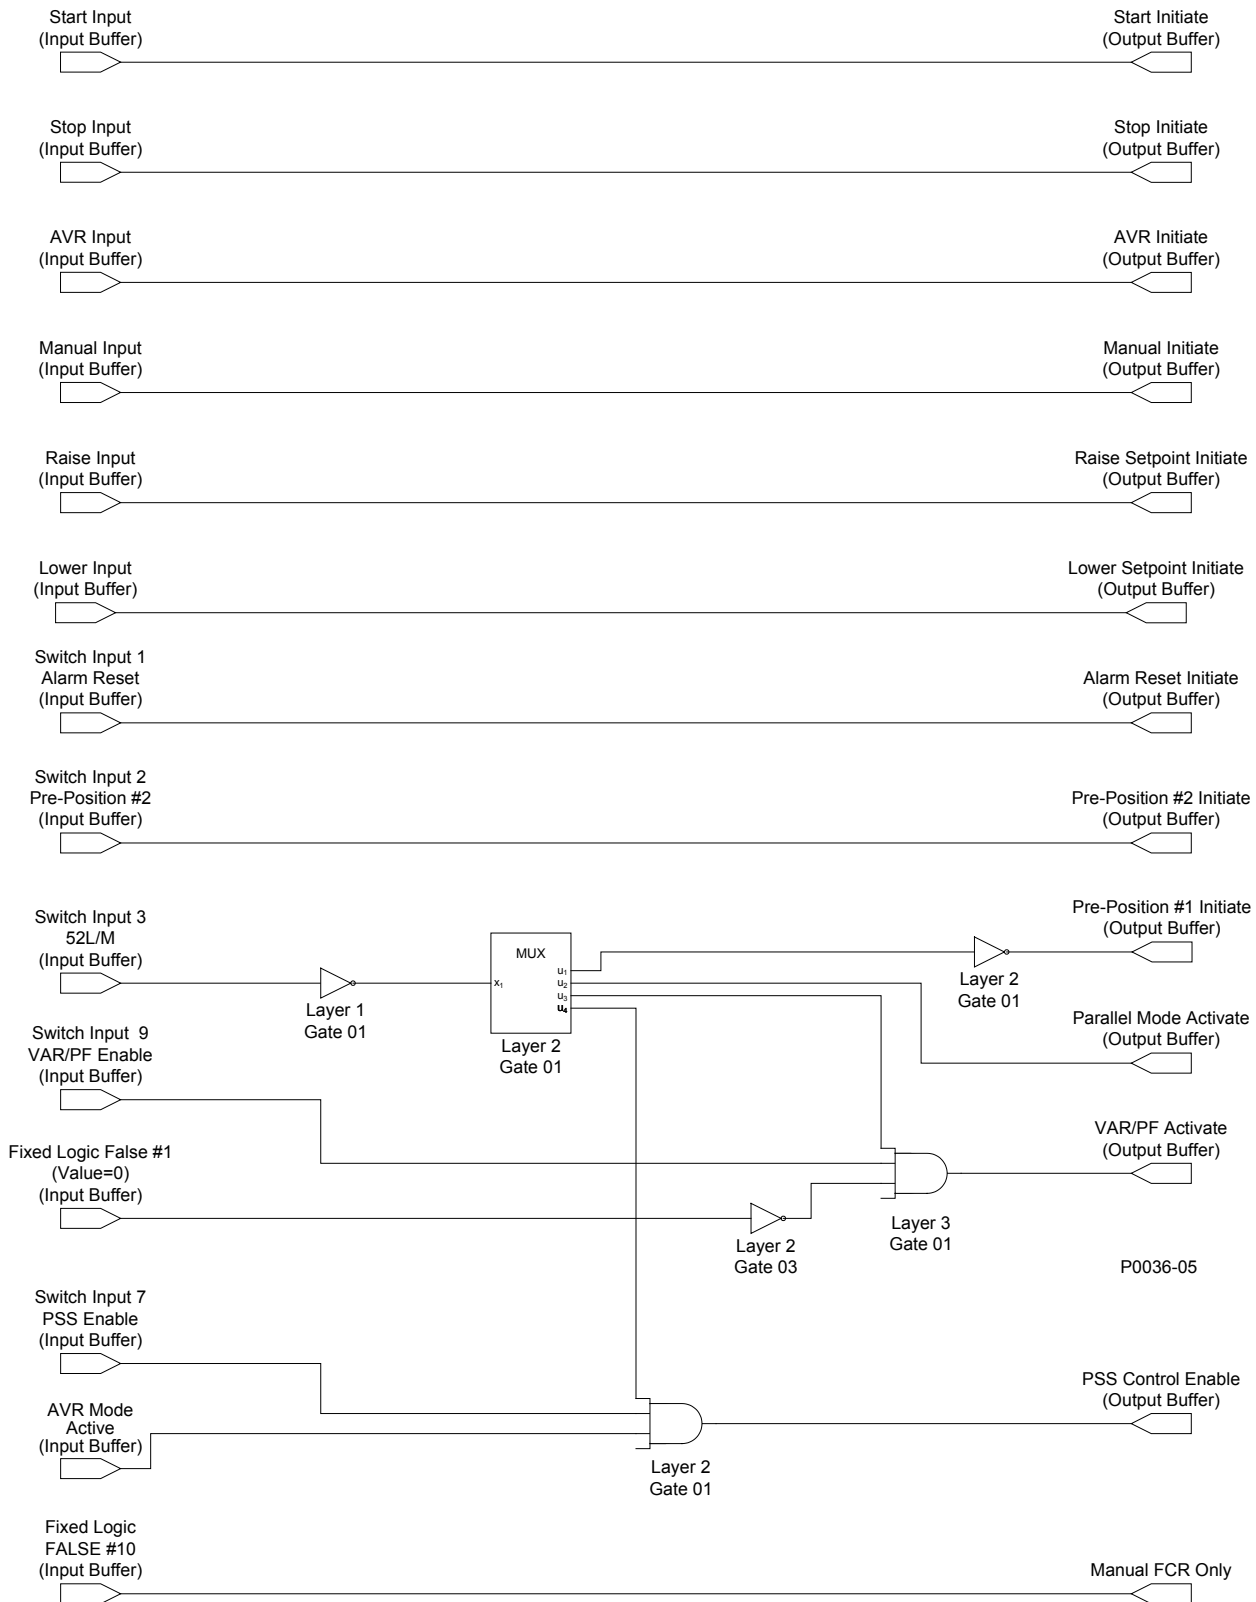 Start Input
(Input Buffer)
Start Initiate
(Output Buffer)
Stop Input
(Input Buffer)
Stop Initiate
(Output Buffer)
AVR Input
(Input Buffer)
AVR Initiate
(Output Buffer)
Manual Input
(Input Buffer)
Manual Initiate
(Output Buffer)
Raise Input
(Input Buffer)
Raise Setpoint Initiate
(Output Buffer)
Lower Input
(Input Buffer)
Lower Setpoint Initiate
(Output Buffer)
Switch Input 1
Alarm Reset
(Input Buffer)
Alarm Reset Initiate
(Output Buffer)
Switch Input 2
Pre-Position #2
(Input Buffer)
Pre-Position #2 Initiate
(Output Buffer)
Switch Input 3
52L/M
(Input Buffer)
Layer 1
Gate 01
MUX
x1
u1
u2
u3
u4
Layer 2
Gate 01
Layer 2
Gate 01
Pre-Position #1 Initiate
(Output Buffer)
Parallel Mode Activate
(Output Buffer)
Switch Input 9
VAR/PF Enable
(Input Buffer)
VAR/PF Activate
(Output Buffer)
Fixed Logic False #1
(Value=0)
(Input Buffer)
Layer 2
Gate 03
Layer 3
Gate 01
P0036-05
Switch Input 7
PSS Enable
(Input Buffer)
PSS Control Enable
(Output Buffer)
AVR Mode
Active
(Input Buffer)
Layer 2
Gate 01
Fixed Logic
FALSE #10
(Input Buffer)
Manual FCR Only